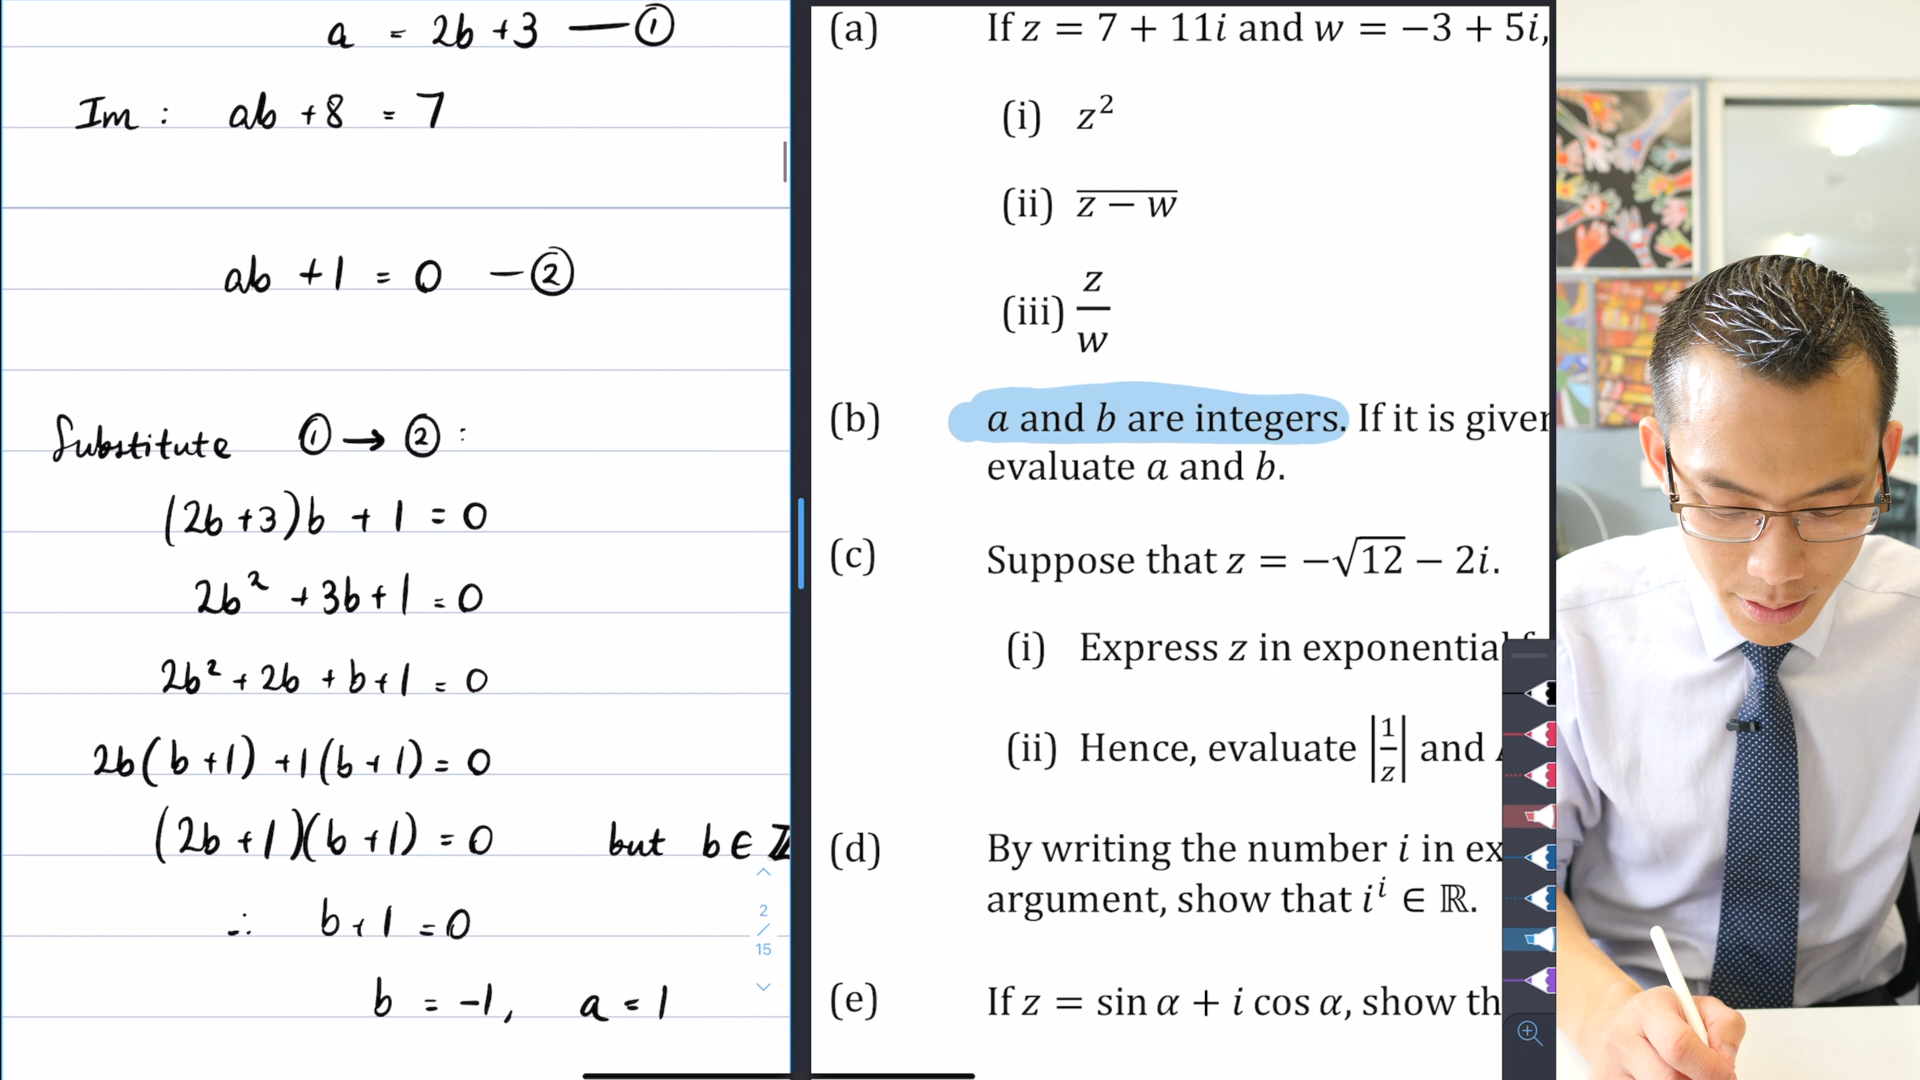 a = 2b + 3 — ①
Im : ab + 8 = 7
ab + 1 = 0 — ②
Substitute ① → ② :
(2b + 3)b + 1 = 0
2b² + 3b + 1 = 0
2b² + 2b + b + 1 = 0
2b(b + 1) + 1(b + 1) = 0
(2b + 1)(b + 1) = 0 but b ∈ ℤ
∴ b + 1 = 0
b = -1, a = 1
2
/
15
(a) If z = 7 + 11i and w = −3 + 5i,
(i) z²
(ii) z̅ ̅−̅ ̅w̅
(iii) z/w
(b) a and b are integers. If it is given
evaluate a and b.
(c) Suppose that z = −√12 − 2i.
(i) Express z in exponential
(ii) Hence, evaluate |1/z| and
(d) By writing the number i in ex
argument, show that iⁱ ∈ ℝ.
(e) If z = sin α + i cos α, show th